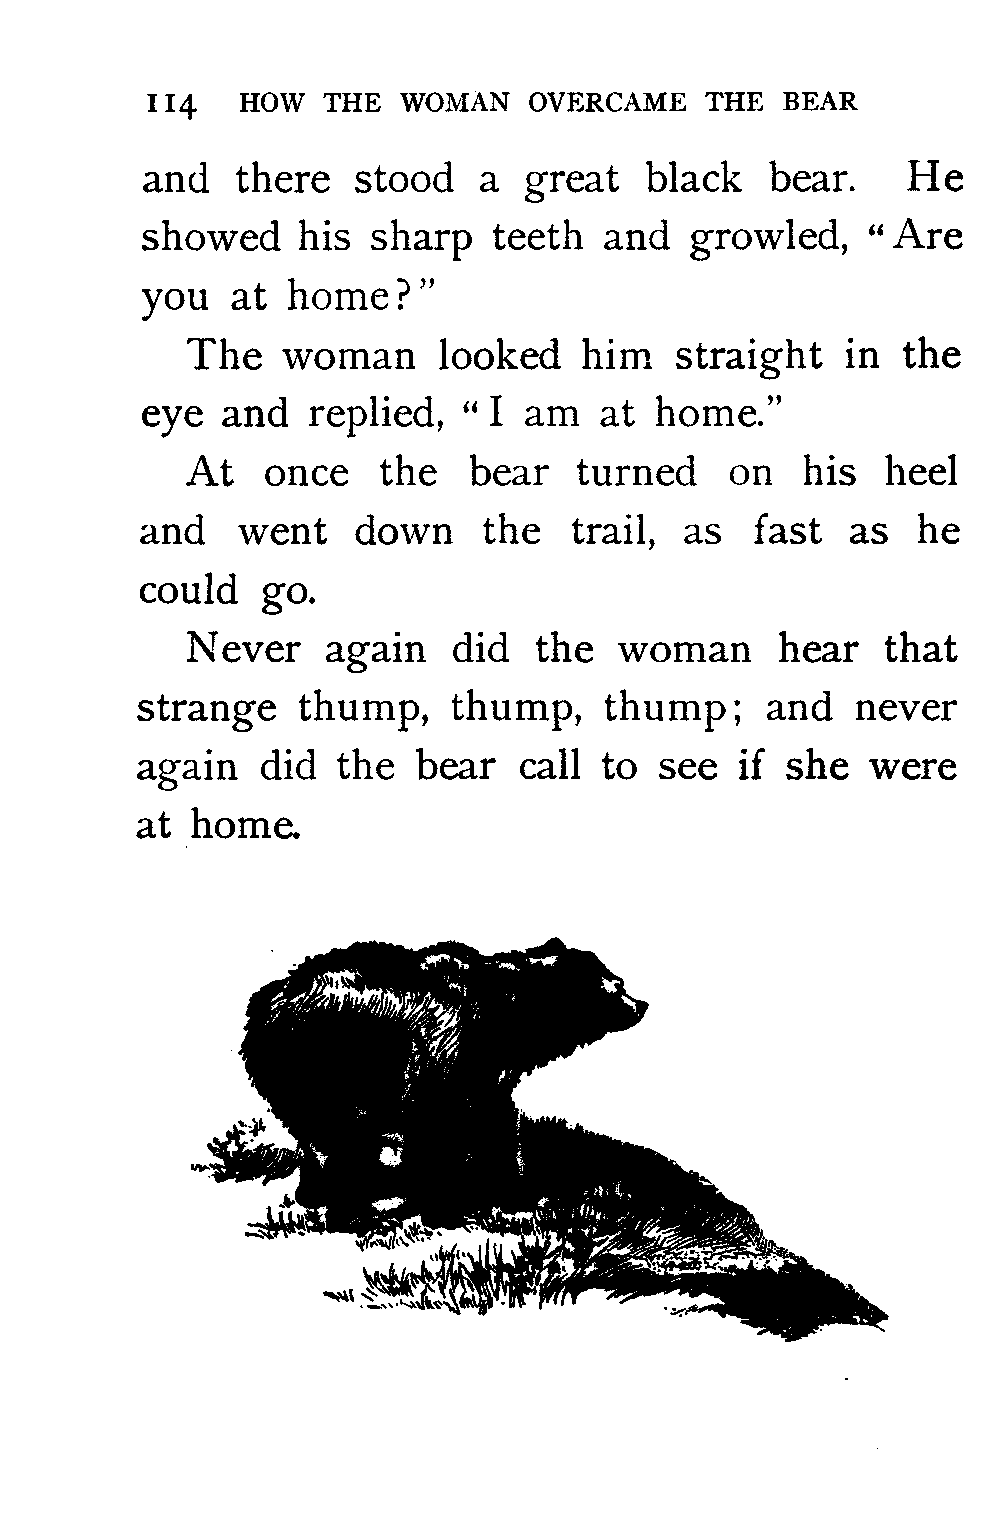 114 HOW THE WOMAN OVERCAME THE BEAR
and there stood a great black bear. He
showed his sharp teeth and growled, “Are
you at home?”
The woman looked him straight in the
eye and replied, “I am at home.”
At once the bear turned on his heel
and went down the trail, as fast as he
could go.
Never again did the woman hear that
strange thump, thump, thump; and never
again did the bear call to see if she were
at home.